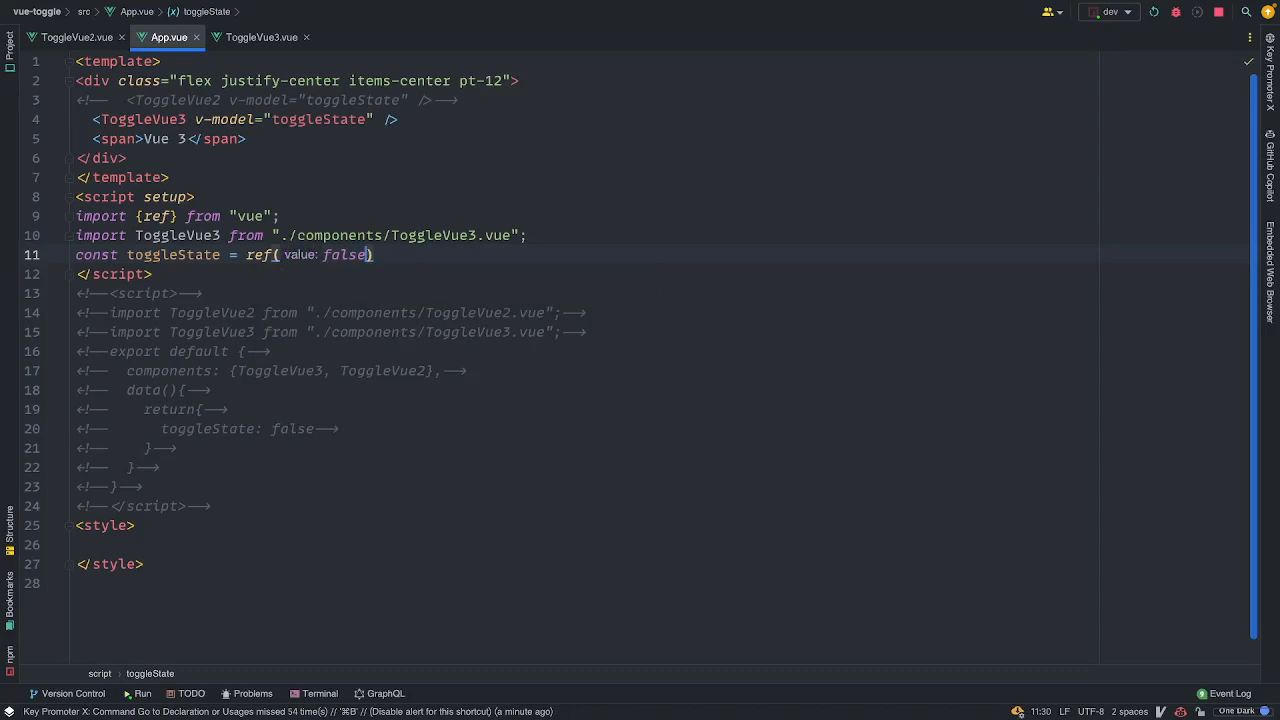 vue-toggle > src > App.vue > (x) toggleState >
dev
ToggleVue2.vue × App.vue × ToggleVue3.vue ×
Project
1 <template>
2 <div class="flex justify-center items-center pt-12">
3 <!-- <ToggleVue2 v-model="toggleState" />-->
4 <ToggleVue3 v-model="toggleState" />
5 <span>Vue 3</span>
6 </div>
7 </template>
8 <script setup>
9 import {ref} from "vue";
10 import ToggleVue3 from "./components/ToggleVue3.vue";
11 const toggleState = ref( value: false)
12 </script>
13 <!--<script>-->
14 <!--import ToggleVue2 from "./components/ToggleVue2.vue";-->
15 <!--import ToggleVue3 from "./components/ToggleVue3.vue";-->
16 <!--export default {-->
17 <!-- components: {ToggleVue3, ToggleVue2},-->
18 <!-- data(){-->
19 <!-- return{-->
20 <!-- toggleState: false-->
21 <!-- }-->
22 <!-- }-->
23 <!--}-->
24 <!--</script>-->
25 <style>
26
27 </style>
28
Structure
Bookmarks
npm
Key Promoter X
GitHub Copilot
Embedded Web Browser
script > toggleState
Version Control Run TODO Problems Terminal GraphQL 9 Event Log
Key Promoter X: Command Go to Declaration or Usages missed 54 time(s) // '⌘B' // (Disable alert for this shortcut) (a minute ago) 11:30 LF UTF-8 2 spaces One Dark